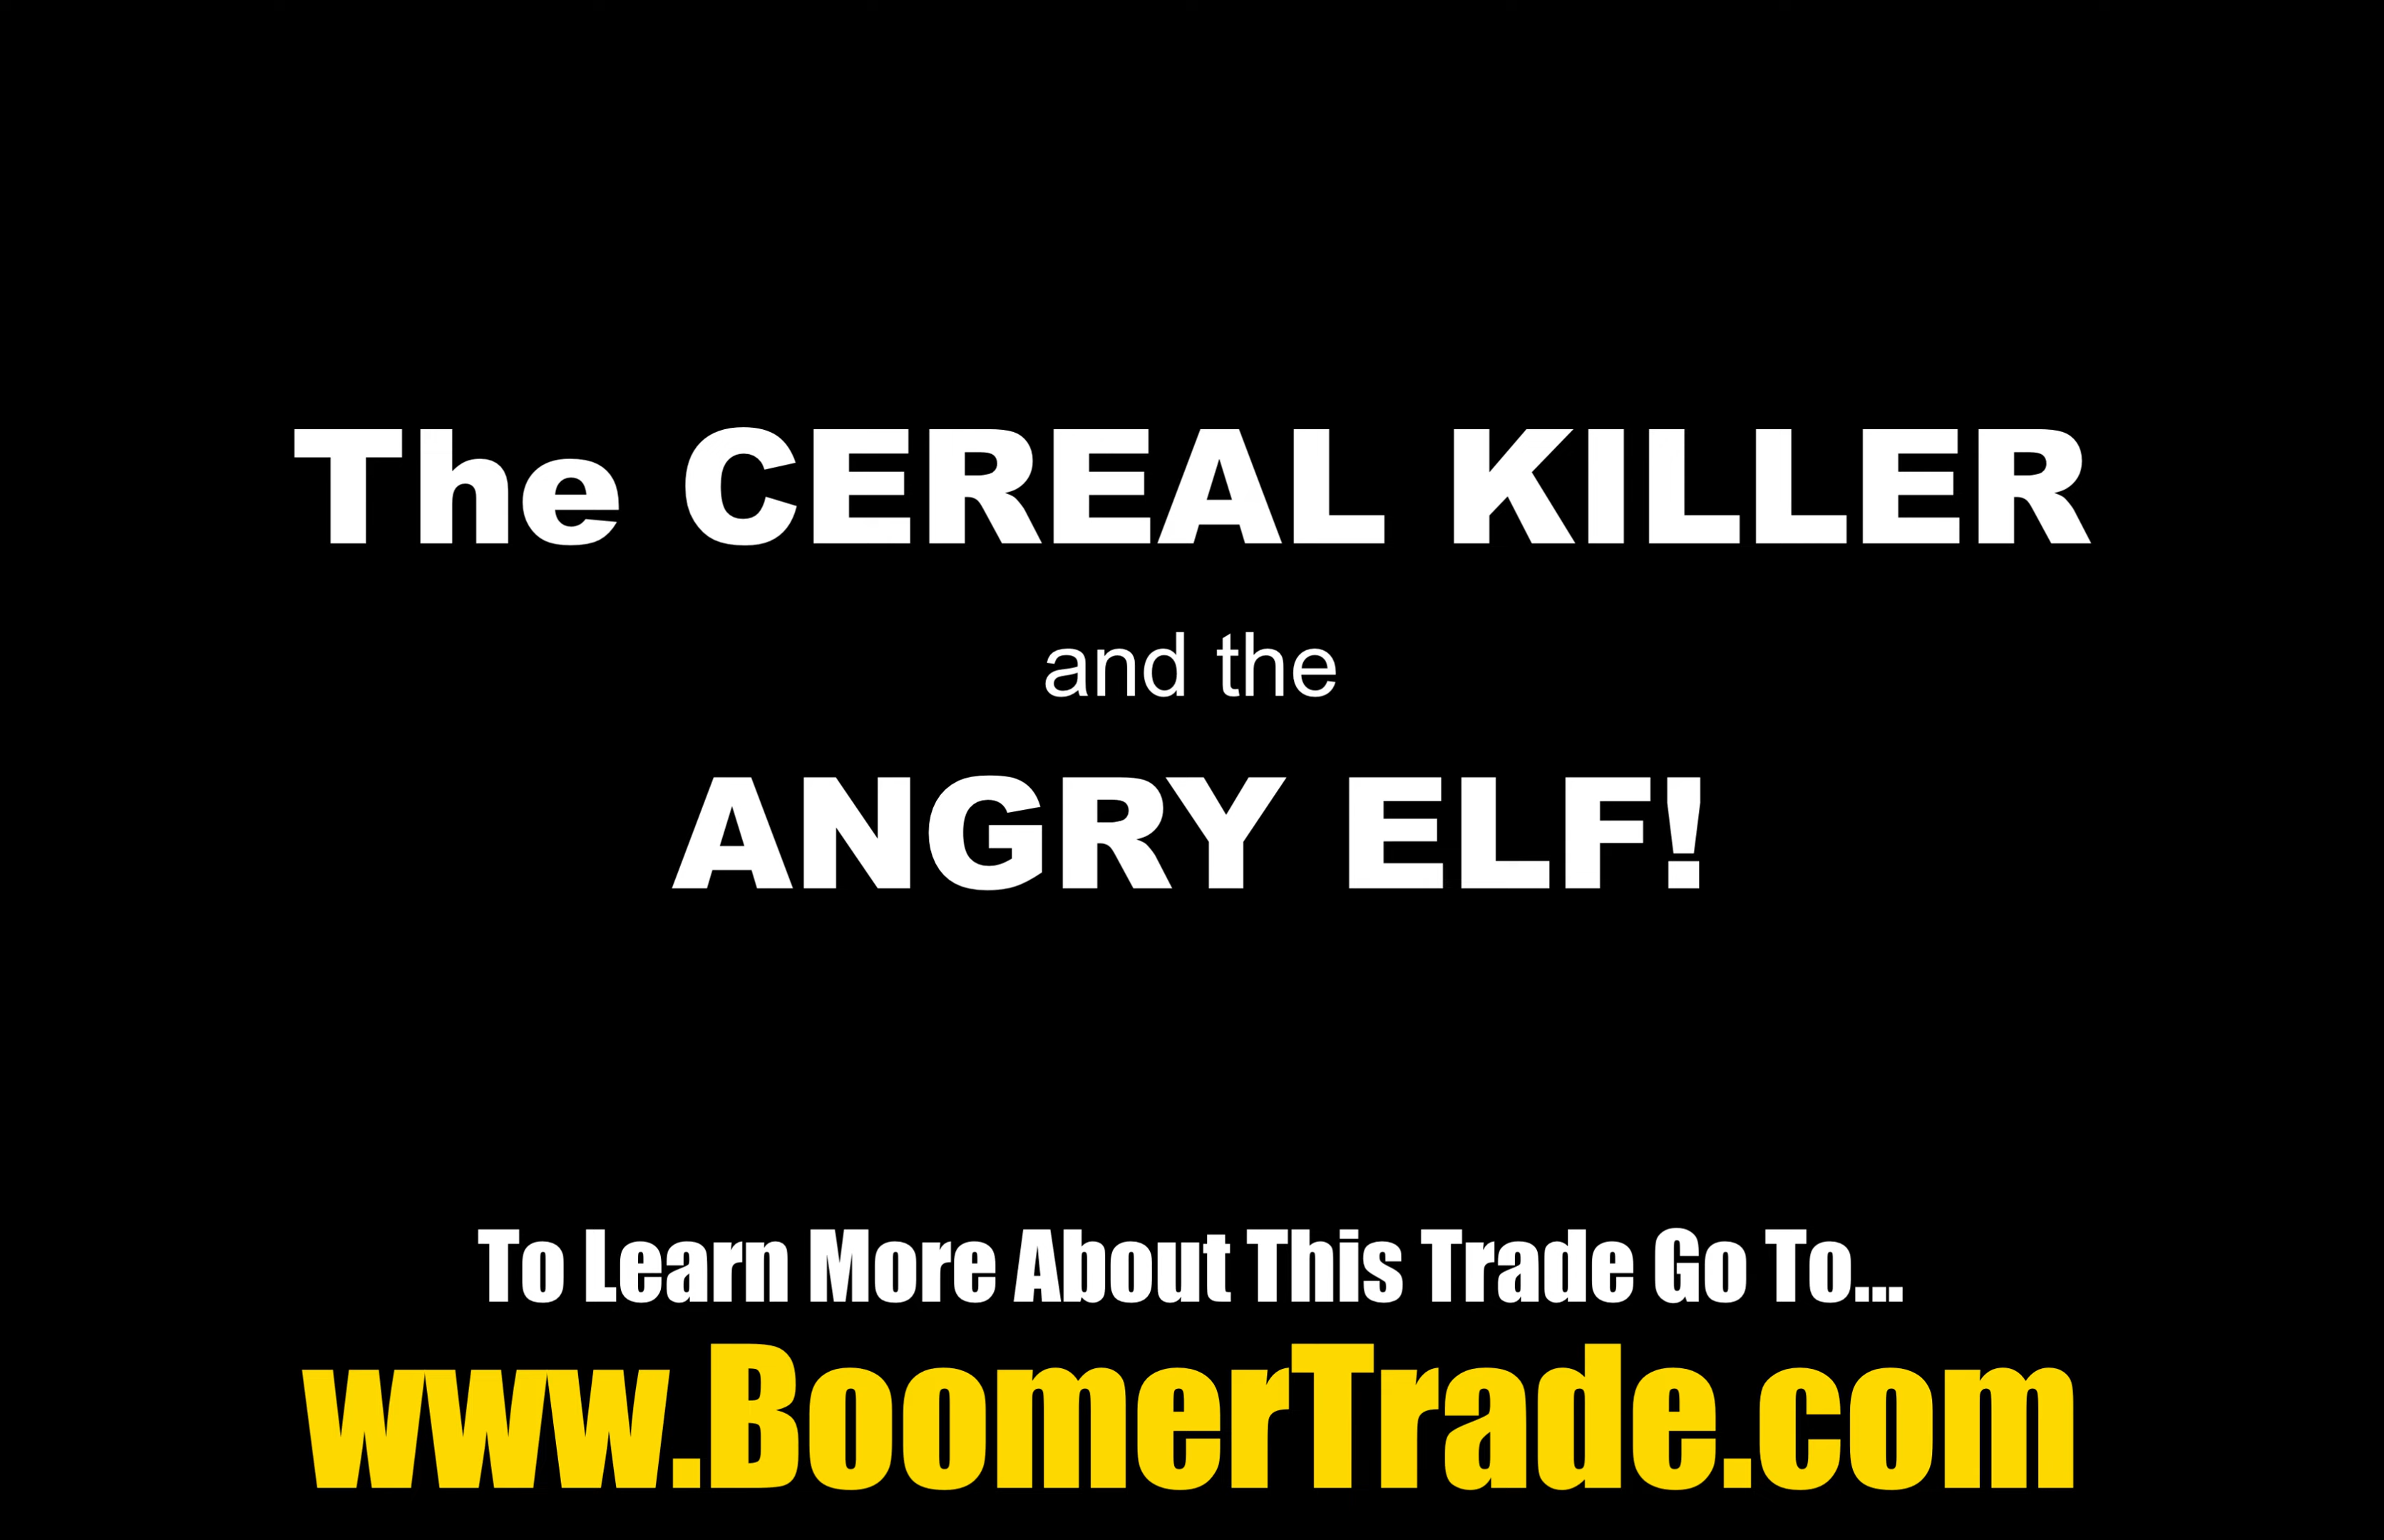 The CEREAL KILLER
and the
ANGRY ELF!
To Learn More About This Trade Go To...
www.BoomerTrade.com